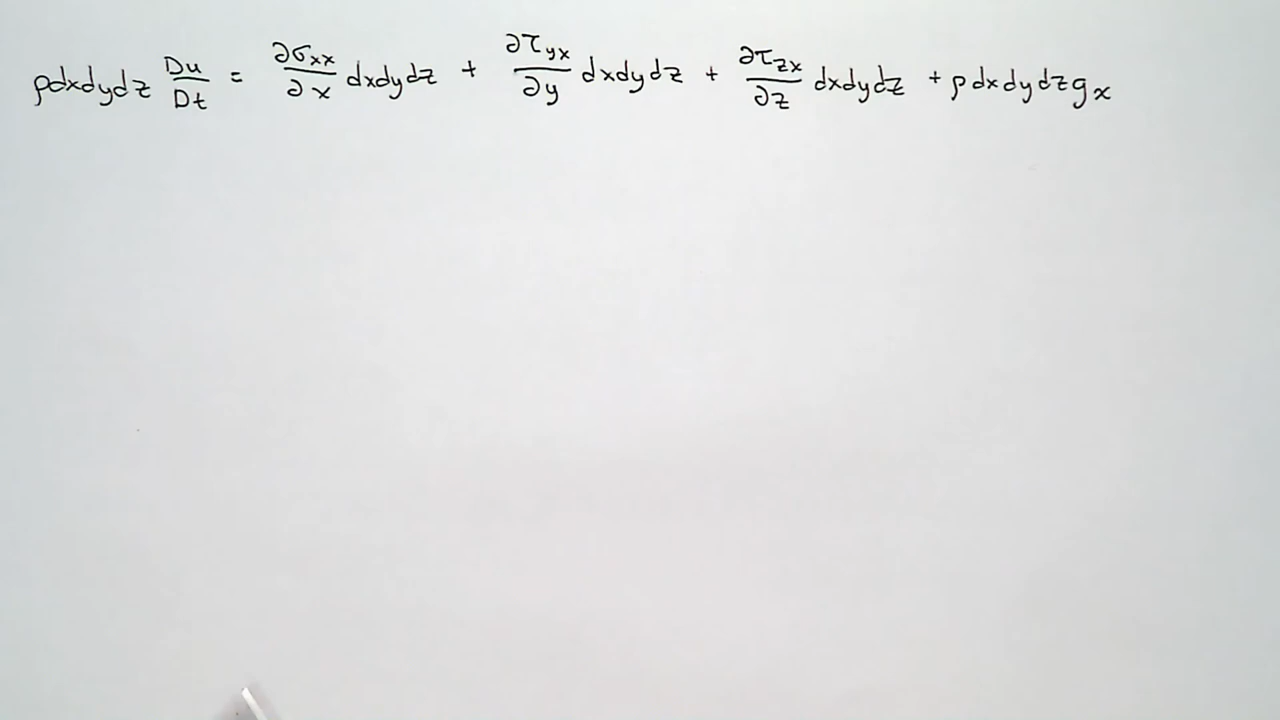 ρdxdydz Du/Dt = ∂σxx/∂x dxdydz + ∂τyx/∂y dxdydz + ∂τzx/∂z dxdydz + ρdxdydzgx